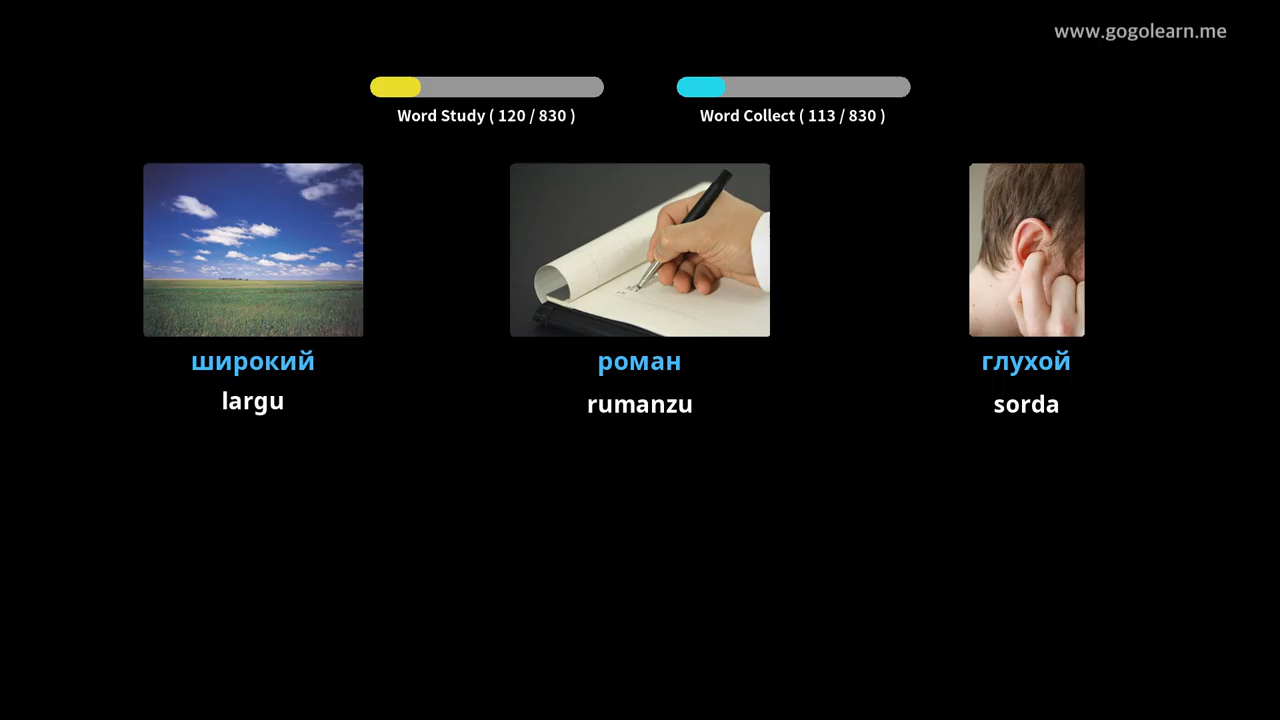 www.gogolearn.me
Word Study ( 120 / 830 )
Word Collect ( 113 / 830 )
широкий
largu
роман
rumanzu
глухой
sorda